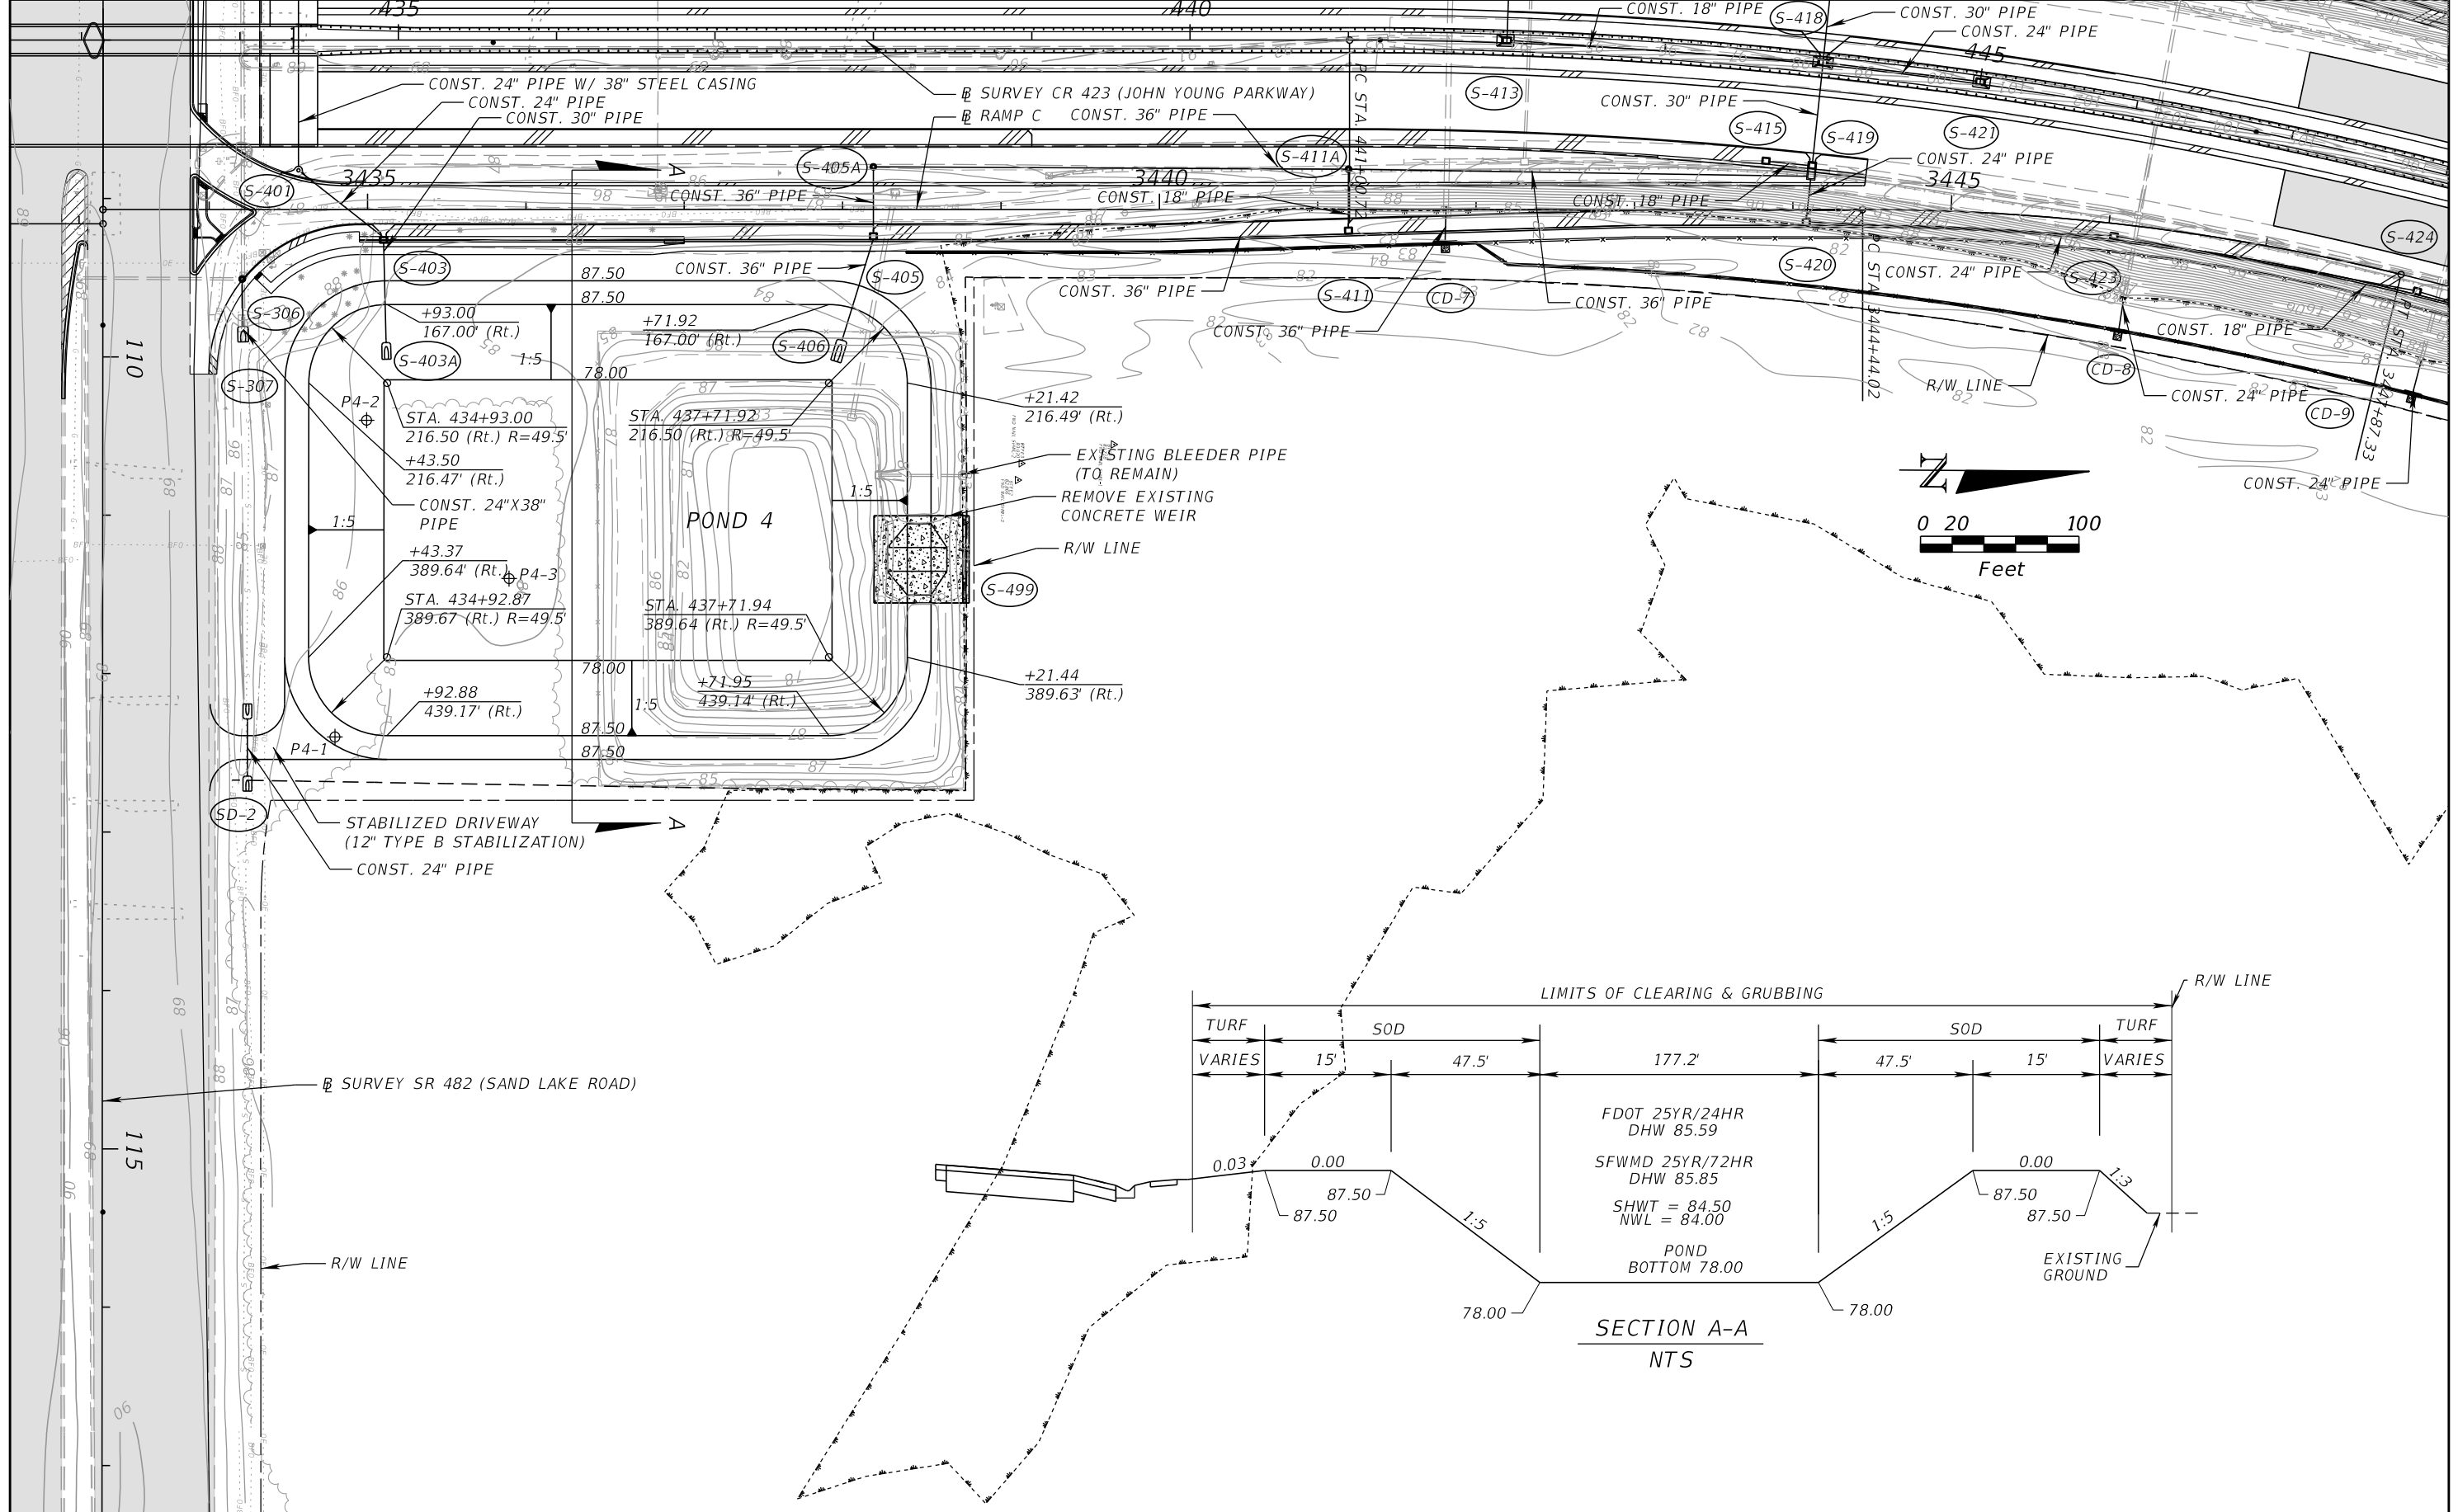 435
440
CONST. 18" PIPE
S-418
CONST. 30" PIPE
CONST. 24" PIPE
445
CONST. 24" PIPE W/ 38" STEEL CASING
CONST. 24" PIPE
CONST. 30" PIPE
B SURVEY CR 423 (JOHN YOUNG PARKWAY)
B RAMP C
CONST. 36" PIPE
PC STA. 441+00.72
S-413
CONST. 30" PIPE
S-415
S-419
S-421
S-401
3435
A
S-405A
CONST. 36" PIPE
3440
S-411A
CONST. 18" PIPE
CONST. 24" PIPE
3445
CONST. 18" PIPE
S-424
S-403
87.50
CONST. 36" PIPE
S-405
CONST. 36" PIPE
S-411
CD-7
CONST. 36" PIPE
CONST. 36" PIPE
S-420
CONST. 24" PIPE
S-423
PC STA. 3444+44.02
CONST. 18" PIPE
PT STA. 3447+87.33
S-306
87.50
+93.00
167.00' (Rt.)
+71.92
167.00' (Rt.)
S-406
S-403A
1:5
78.00
S-307
110
P4-2
R/W LINE
CD-8
CONST. 24" PIPE
CD-9
CONST. 24" PIPE
STA. 434+93.00
216.50 (Rt.) R=49.5'
STA. 437+71.92
216.50 (Rt.) R=49.5'
+21.42
216.49' (Rt.)
+43.50
216.47' (Rt.)
EXISTING BLEEDER PIPE
(TO REMAIN)
CONST. 24"X38"
PIPE
1:5
1:5
POND 4
REMOVE EXISTING
CONCRETE WEIR
R/W LINE
N
0 20 100
Feet
+43.37
389.64' (Rt.)
P4-3
S-499
STA. 434+92.87
389.67 (Rt.) R=49.5'
STA. 437+71.94
389.64 (Rt.) R=49.5'
78.00
+92.88
439.17' (Rt.)
+71.95
439.14' (Rt.)
+21.44
389.63' (Rt.)
1:5
87.50
P4-1
87.50
SD-2
STABILIZED DRIVEWAY
(12" TYPE B STABILIZATION)
A
CONST. 24" PIPE
B SURVEY SR 482 (SAND LAKE ROAD)
115
R/W LINE
LIMITS OF CLEARING & GRUBBING
R/W LINE
TURF
SOD
SOD
TURF
VARIES
15'
47.5'
177.2'
47.5'
15'
VARIES
FDOT 25YR/24HR
DHW 85.59
SFWMD 25YR/72HR
DHW 85.85
SHWT = 84.50
NWL = 84.00
POND
BOTTOM 78.00
0.03
0.00
87.50
87.50
1:5
78.00
78.00
1:5
0.00
87.50
87.50
1:3
EXISTING
GROUND
SECTION A-A
NTS